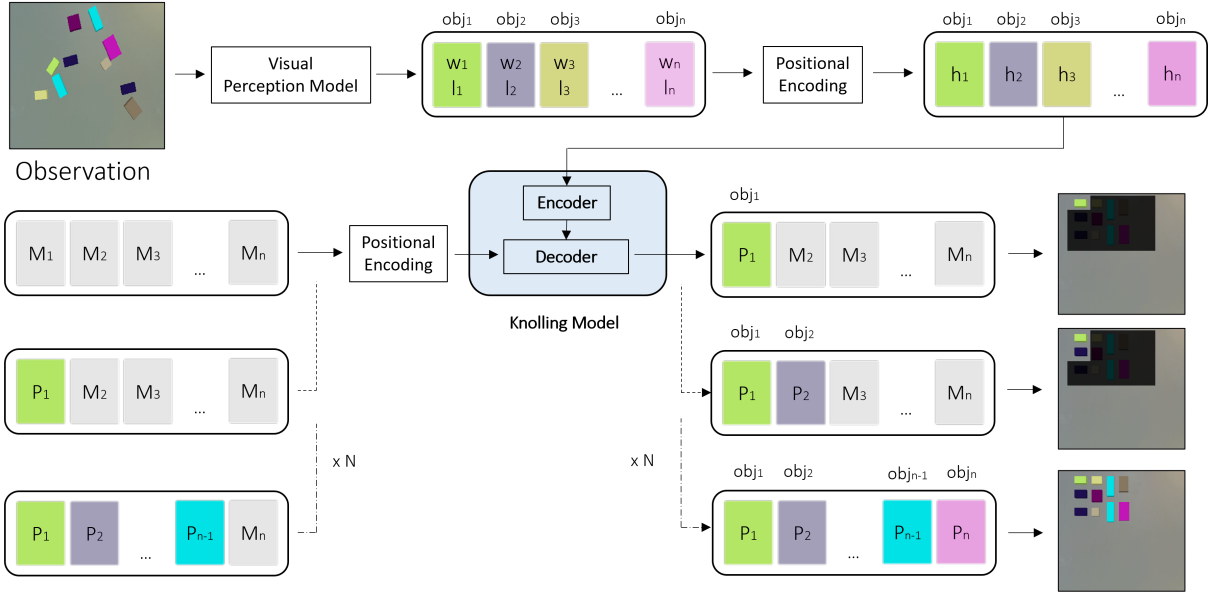 obj1 obj2 obj3 objn
obj1 obj2 obj3 objn
Visual
Perception Model
w1 w2 w3 wn
l1 l2 l3 ... ln
Positional
Encoding
h1 h2 h3 ... hn
Observation
Encoder
Decoder
Knolling Model
M1 M2 M3 ... Mn
Positional
Encoding
obj1
P1 M2 M3 ... Mn
P1 M2 M3 ... Mn
obj1 obj2
P1 P2 M3 ... Mn
x N
x N
P1 P2 ... Pn-1 Mn
obj1 obj2 objn-1 objn
P1 P2 ... Pn-1 Pn